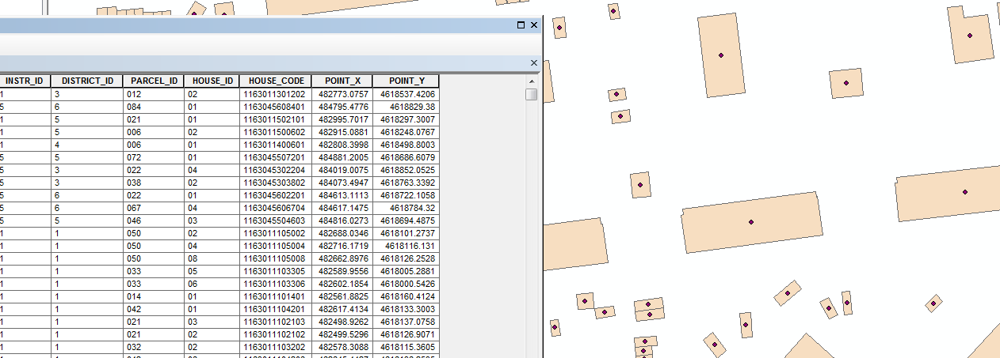 INSTR_ID DISTRICT_ID PARCEL_ID HOUSE_ID HOUSE_CODE POINT_X POINT_Y
1 3 012 02 1163011301202 482773.0757 4618537.4206
5 6 084 01 1163045608401 484795.4776 4618829.38
1 5 021 01 1163011502101 482995.7017 4618297.3007
1 5 006 02 1163011500602 482915.0881 4618248.0767
1 4 006 01 1163011400601 482808.3998 4618498.8003
5 5 072 01 1163045507201 484881.2005 4618686.6079
5 3 022 04 1163045302204 484019.0075 4618852.0525
5 3 038 02 1163045303802 484073.4947 4618763.3392
5 6 022 01 1163045602201 484613.1113 4618722.1058
5 6 067 04 1163045606704 484617.1475 4618784.32
5 5 046 03 1163045504603 484816.0273 4618694.4875
1 1 050 02 1163011105002 482688.0346 4618101.2737
1 1 050 04 1163011105004 482716.1719 4618116.131
1 1 050 08 1163011105008 482662.8976 4618126.2528
1 1 033 05 1163011103305 482589.9556 4618005.2881
1 1 033 06 1163011103306 482602.1854 4618000.5426
1 1 014 01 1163011101401 482561.8825 4618160.4124
1 1 042 01 1163011104201 482617.4134 4618133.3003
1 1 021 03 1163011102103 482498.9262 4618137.0758
1 1 021 02 1163011102102 482499.5296 4618126.9071
1 1 032 02 1163011103202 482578.3088 4618115.3605